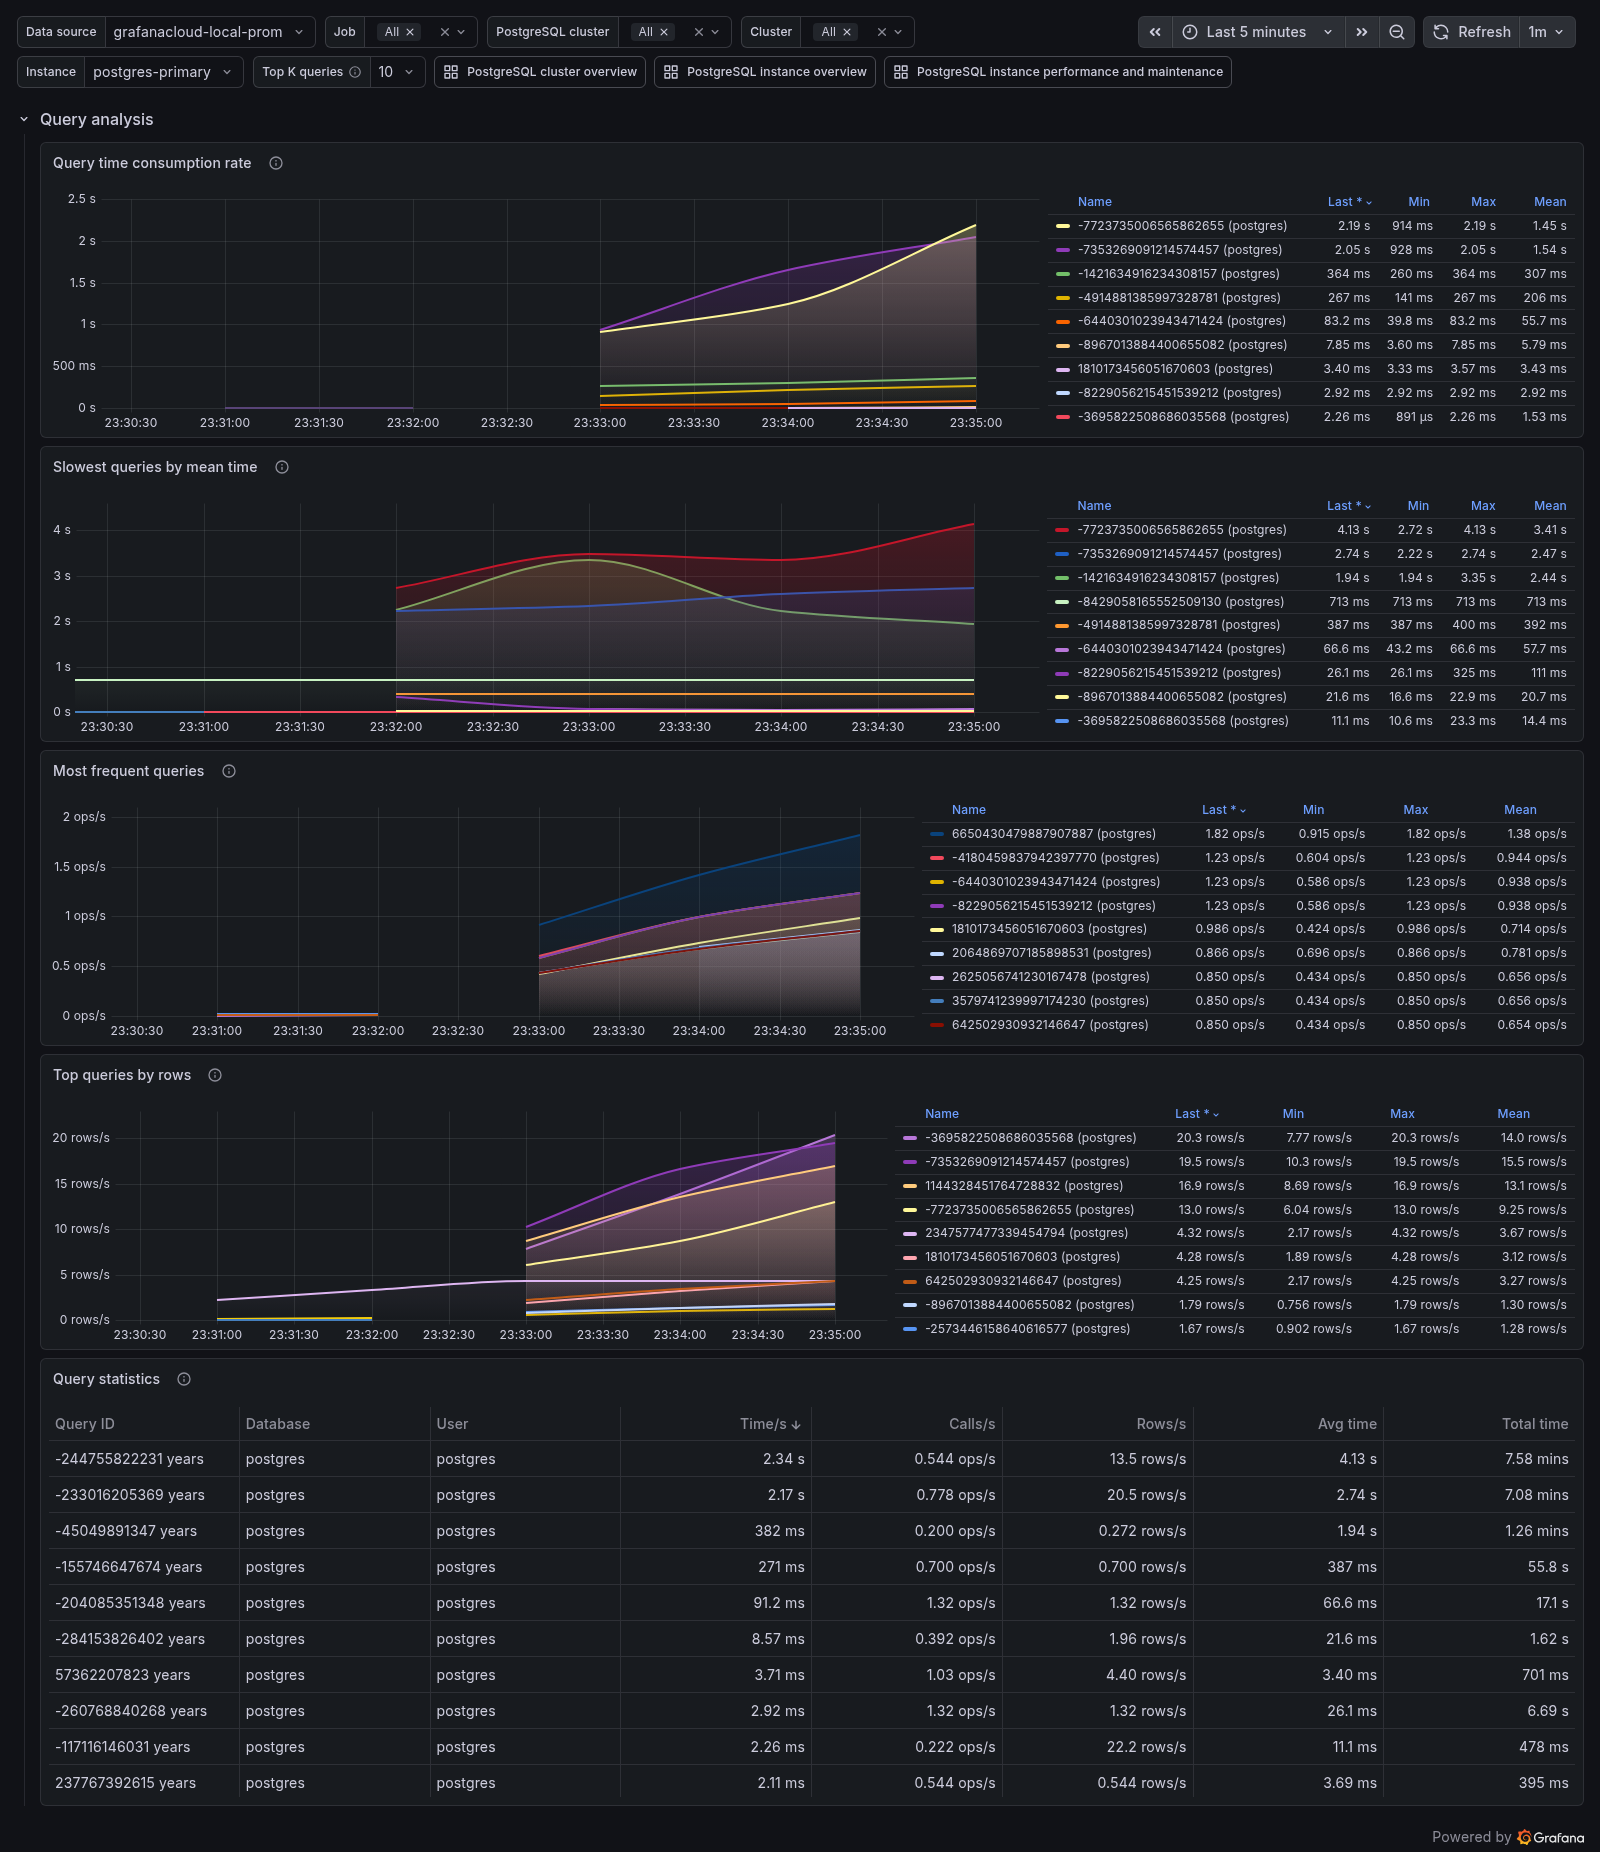 Data source grafanacloud-local-prom Job All PostgreSQL cluster All Cluster All Last 5 minutes Refresh 1m
Instance postgres-primary Top K queries 10 PostgreSQL cluster overview PostgreSQL instance overview PostgreSQL instance performance and maintenance
Query analysis
Query time consumption rate
2.5 s
2 s
1.5 s
1 s
500 ms
0 s
23:30:30 23:31:00 23:31:30 23:32:00 23:32:30 23:33:00 23:33:30 23:34:00 23:34:30 23:35:00
Name Last * Min Max Mean
-7723735006565862655 (postgres) 2.19 s 914 ms 2.19 s 1.45 s
-7353269091214574457 (postgres) 2.05 s 928 ms 2.05 s 1.54 s
-1421634916234308157 (postgres) 364 ms 260 ms 364 ms 307 ms
-4914881385997328781 (postgres) 267 ms 141 ms 267 ms 206 ms
-6440301023943471424 (postgres) 83.2 ms 39.8 ms 83.2 ms 55.7 ms
-8967013884400655082 (postgres) 7.85 ms 3.60 ms 7.85 ms 5.79 ms
1810173456051670603 (postgres) 3.40 ms 3.33 ms 3.57 ms 3.43 ms
-8229056215451539212 (postgres) 2.92 ms 2.92 ms 2.92 ms 2.92 ms
-3695822508686035568 (postgres) 2.26 ms 891 µs 2.26 ms 1.53 ms
Slowest queries by mean time
4 s
3 s
2 s
1 s
0 s
23:30:30 23:31:00 23:31:30 23:32:00 23:32:30 23:33:00 23:33:30 23:34:00 23:34:30 23:35:00
Name Last * Min Max Mean
-7723735006565862655 (postgres) 4.13 s 2.72 s 4.13 s 3.41 s
-7353269091214574457 (postgres) 2.74 s 2.22 s 2.74 s 2.47 s
-1421634916234308157 (postgres) 1.94 s 1.94 s 3.35 s 2.44 s
-8429058165552509130 (postgres) 713 ms 713 ms 713 ms 713 ms
-4914881385997328781 (postgres) 387 ms 387 ms 400 ms 392 ms
-6440301023943471424 (postgres) 66.6 ms 43.2 ms 66.6 ms 57.7 ms
-8229056215451539212 (postgres) 26.1 ms 26.1 ms 325 ms 111 ms
-8967013884400655082 (postgres) 21.6 ms 16.6 ms 22.9 ms 20.7 ms
-3695822508686035568 (postgres) 11.1 ms 10.6 ms 23.3 ms 14.4 ms
Most frequent queries
2 ops/s
1.5 ops/s
1 ops/s
0.5 ops/s
0 ops/s
23:30:30 23:31:00 23:31:30 23:32:00 23:32:30 23:33:00 23:33:30 23:34:00 23:34:30 23:35:00
Name Last * Min Max Mean
6650430479887907887 (postgres) 1.82 ops/s 0.915 ops/s 1.82 ops/s 1.38 ops/s
-4180459837942397770 (postgres) 1.23 ops/s 0.604 ops/s 1.23 ops/s 0.944 ops/s
-6440301023943471424 (postgres) 1.23 ops/s 0.586 ops/s 1.23 ops/s 0.938 ops/s
-8229056215451539212 (postgres) 1.23 ops/s 0.586 ops/s 1.23 ops/s 0.938 ops/s
1810173456051670603 (postgres) 0.986 ops/s 0.424 ops/s 0.986 ops/s 0.714 ops/s
2064869707185898531 (postgres) 0.866 ops/s 0.696 ops/s 0.866 ops/s 0.781 ops/s
2625056741230167478 (postgres) 0.850 ops/s 0.434 ops/s 0.850 ops/s 0.656 ops/s
3579741239997174230 (postgres) 0.850 ops/s 0.434 ops/s 0.850 ops/s 0.656 ops/s
642502930932146647 (postgres) 0.850 ops/s 0.434 ops/s 0.850 ops/s 0.654 ops/s
Top queries by rows
20 rows/s
15 rows/s
10 rows/s
5 rows/s
0 rows/s
23:30:30 23:31:00 23:31:30 23:32:00 23:32:30 23:33:00 23:33:30 23:34:00 23:34:30 23:35:00
Name Last * Min Max Mean
-3695822508686035568 (postgres) 20.3 rows/s 7.77 rows/s 20.3 rows/s 14.0 rows/s
-7353269091214574457 (postgres) 19.5 rows/s 10.3 rows/s 19.5 rows/s 15.5 rows/s
1144328451764728832 (postgres) 16.9 rows/s 8.69 rows/s 16.9 rows/s 13.1 rows/s
-7723735006565862655 (postgres) 13.0 rows/s 6.04 rows/s 13.0 rows/s 9.25 rows/s
2347577477339454794 (postgres) 4.32 rows/s 2.17 rows/s 4.32 rows/s 3.67 rows/s
1810173456051670603 (postgres) 4.28 rows/s 1.89 rows/s 4.28 rows/s 3.12 rows/s
642502930932146647 (postgres) 4.25 rows/s 2.17 rows/s 4.25 rows/s 3.27 rows/s
-8967013884400655082 (postgres) 1.79 rows/s 0.756 rows/s 1.79 rows/s 1.30 rows/s
-2573446158640616577 (postgres) 1.67 rows/s 0.902 rows/s 1.67 rows/s 1.28 rows/s
Query statistics
Query ID Database User Time/s ↓ Calls/s Rows/s Avg time Total time
-244755822231 years postgres postgres 2.34 s 0.544 ops/s 13.5 rows/s 4.13 s 7.58 mins
-233016205369 years postgres postgres 2.17 s 0.778 ops/s 20.5 rows/s 2.74 s 7.08 mins
-45049891347 years postgres postgres 382 ms 0.200 ops/s 0.272 rows/s 1.94 s 1.26 mins
-155746647674 years postgres postgres 271 ms 0.700 ops/s 0.700 rows/s 387 ms 55.8 s
-204085351348 years postgres postgres 91.2 ms 1.32 ops/s 1.32 rows/s 66.6 ms 17.1 s
-284153826402 years postgres postgres 8.57 ms 0.392 ops/s 1.96 rows/s 21.6 ms 1.62 s
57362207823 years postgres postgres 3.71 ms 1.03 ops/s 4.40 rows/s 3.40 ms 701 ms
-260768840268 years postgres postgres 2.92 ms 1.32 ops/s 1.32 rows/s 26.1 ms 6.69 s
-117116146031 years postgres postgres 2.26 ms 0.222 ops/s 22.2 rows/s 11.1 ms 478 ms
237767392615 years postgres postgres 2.11 ms 0.544 ops/s 0.544 rows/s 3.69 ms 395 ms
Powered by Grafana